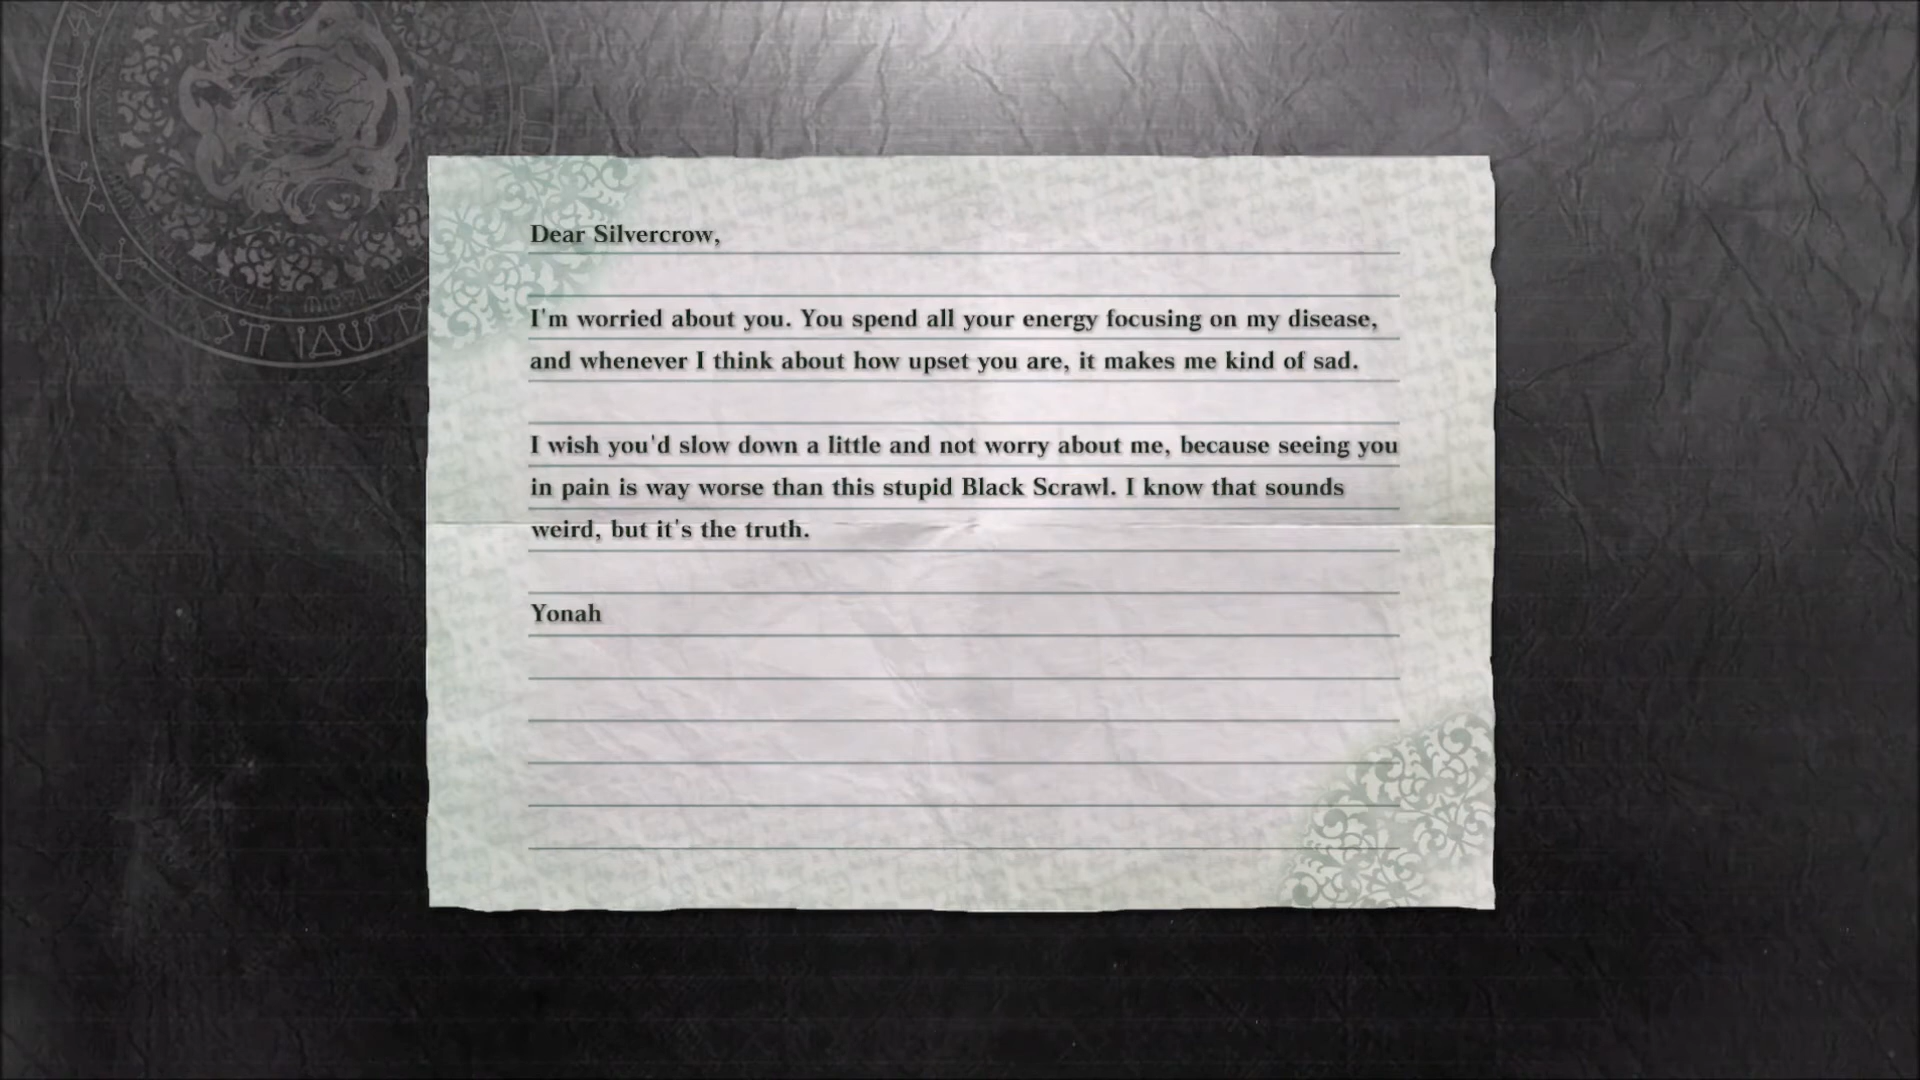 Dear Silvercrow,
I'm worried about you. You spend all your energy focusing on my disease,
and whenever I think about how upset you are, it makes me kind of sad.
I wish you'd slow down a little and not worry about me, because seeing you
in pain is way worse than this stupid Black Scrawl. I know that sounds
weird, but it's the truth.
Yonah